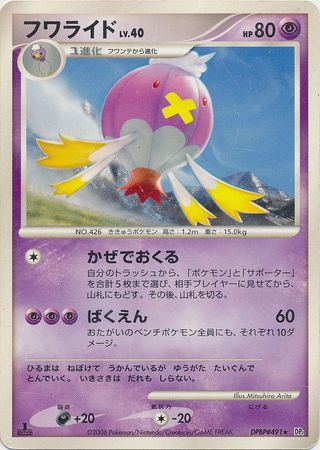 フワライド LV.40 HP 80
1進化 フワンテから進化
NO.426 ききゅうポケモン 高さ：1.2m 重さ：15.0kg
かぜでおくる
自分のトラッシュから、「ポケモン」と「サポーター」
を合計5枚まで選び、相手プレイヤーに見せてから、
山札にもどす。その後、山札を切る。
ばくえん 60
おたがいのベンチポケモン全員にも、それぞれ10ダ
メージ。
ひるまは ねぼけて うかんでいるが ゆうがた たいぐんで
とんでいく。 いきさきは だれも しらない。
Illus.Mitsuhiro Arita
弱点 抵抗力 にげる
+20 -20
1 EDITION
©2006 Pokémon/Nintendo/Creatures/GAME FREAK. DPBP#491★ DP3